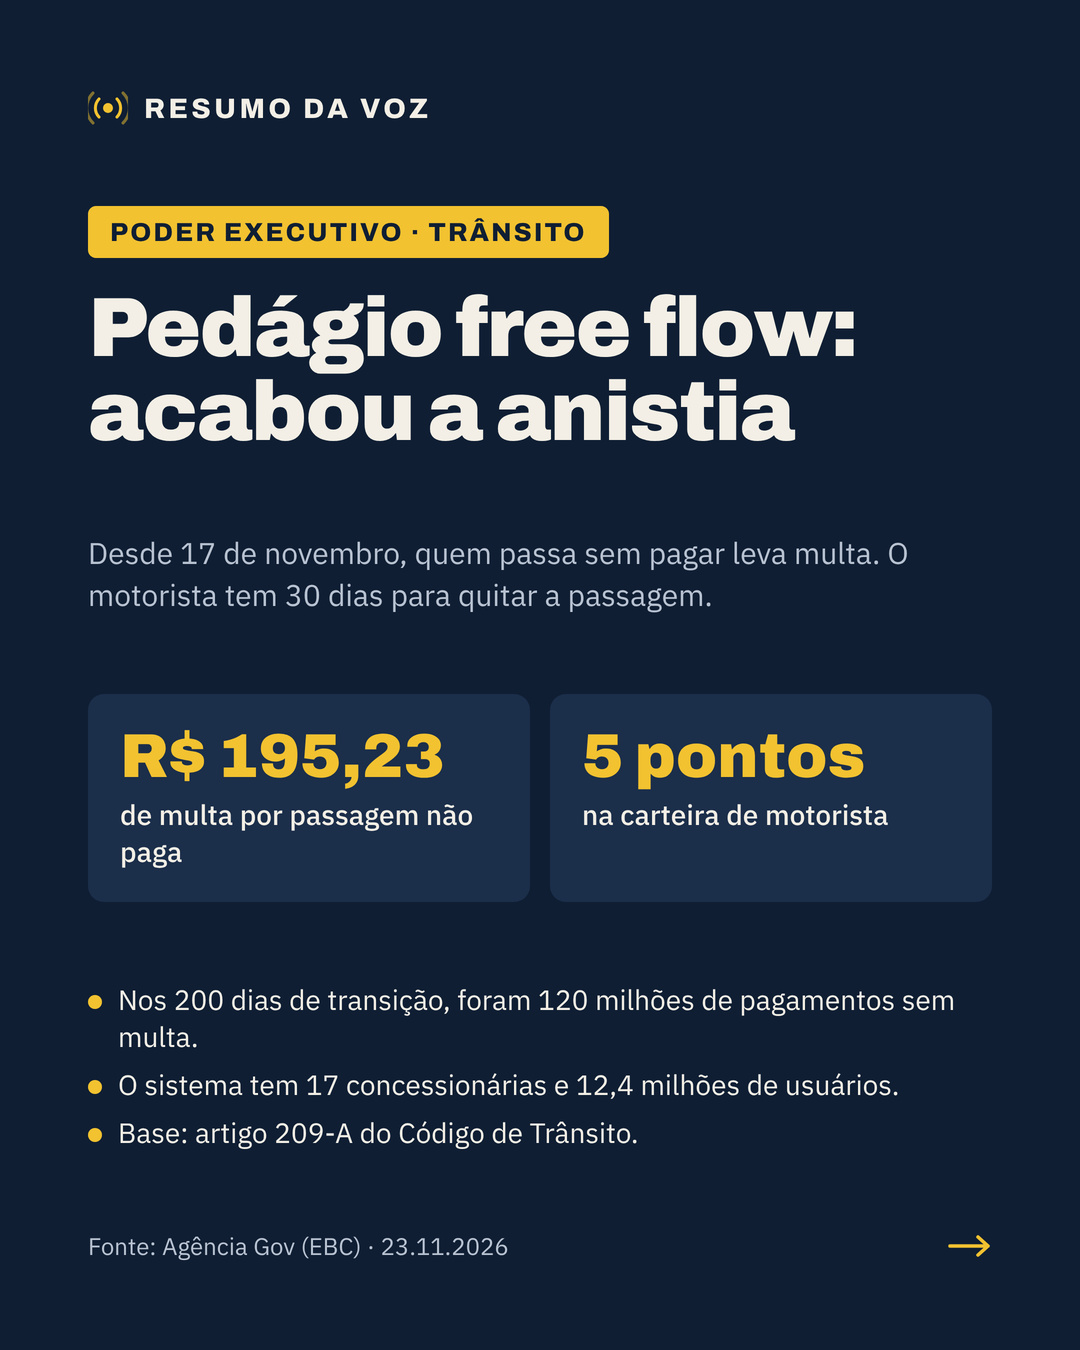 RESUMO DA VOZ
PODER EXECUTIVO · TRÂNSITO
Pedágio free flow:
acabou a anistia
Desde 17 de novembro, quem passa sem pagar leva multa. O
motorista tem 30 dias para quitar a passagem.
R$ 195,23
de multa por passagem não
paga
5 pontos
na carteira de motorista
Nos 200 dias de transição, foram 120 milhões de pagamentos sem
multa.
O sistema tem 17 concessionárias e 12,4 milhões de usuários.
Base: artigo 209-A do Código de Trânsito.
Fonte: Agência Gov (EBC) · 23.11.2026